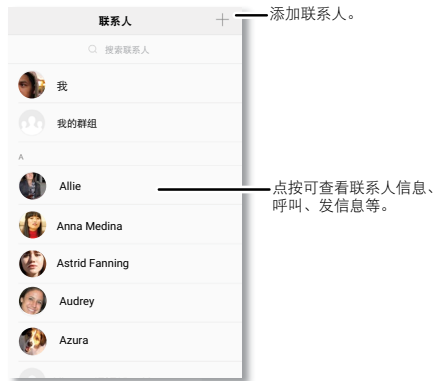 联系人
添加联系人。
搜索联系人
我
我的群组
A
Allie
点按可查看联系人信息、
呼叫、发信息等。
Anna Medina
Astrid Fanning
Audrey
Azura